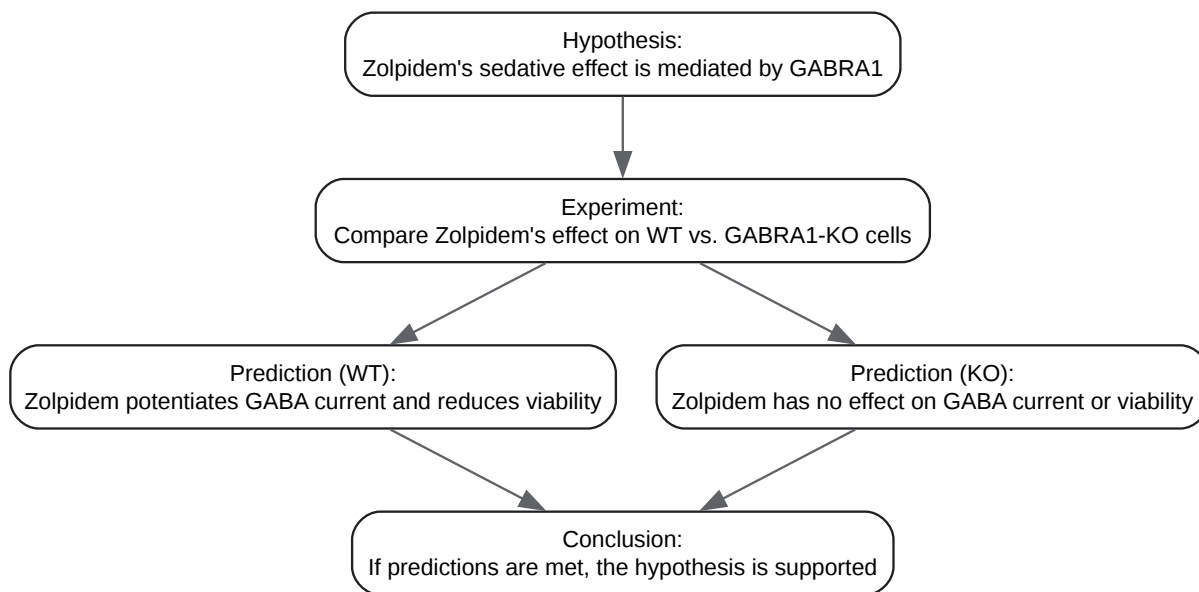 Hypothesis:
Zolpidem's sedative effect is mediated by GABRA1
Experiment:
Compare Zolpidem's effect on WT vs. GABRA1-KO cells
Prediction (WT):
Zolpidem potentiates GABA current and reduces viability
Prediction (KO):
Zolpidem has no effect on GABA current or viability
Conclusion:
If predictions are met, the hypothesis is supported